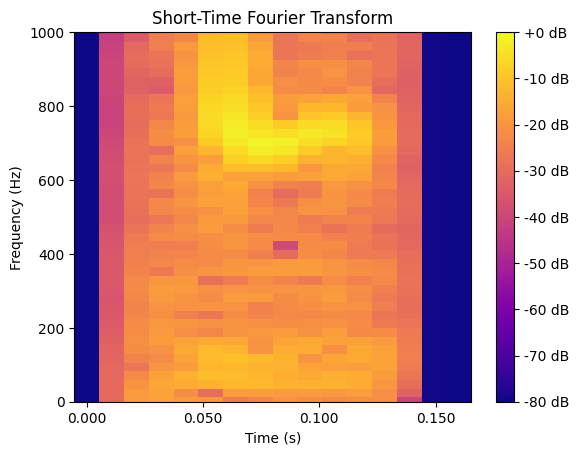 Short-Time Fourier Transform
1000
800
600
400
200
0
Frequency (Hz)
0.000
0.050
0.100
0.150
Time (s)
+0 dB
-10 dB
-20 dB
-30 dB
-40 dB
-50 dB
-60 dB
-70 dB
-80 dB